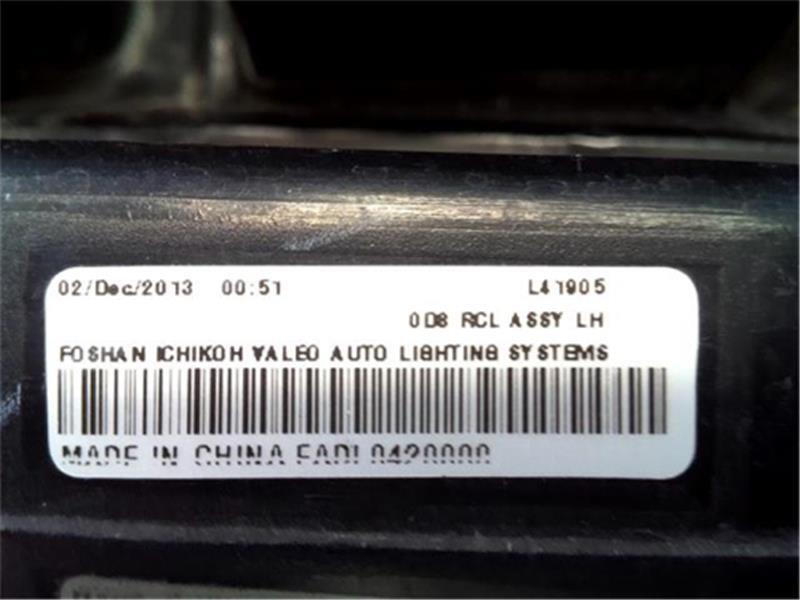 02/Dec/2013 00:51 L41905
0D8 RCL ASSY LH
FOSHAN ICHIKOH VALEO AUTO LIGHTING SYSTEMS
MADE IN CHINA